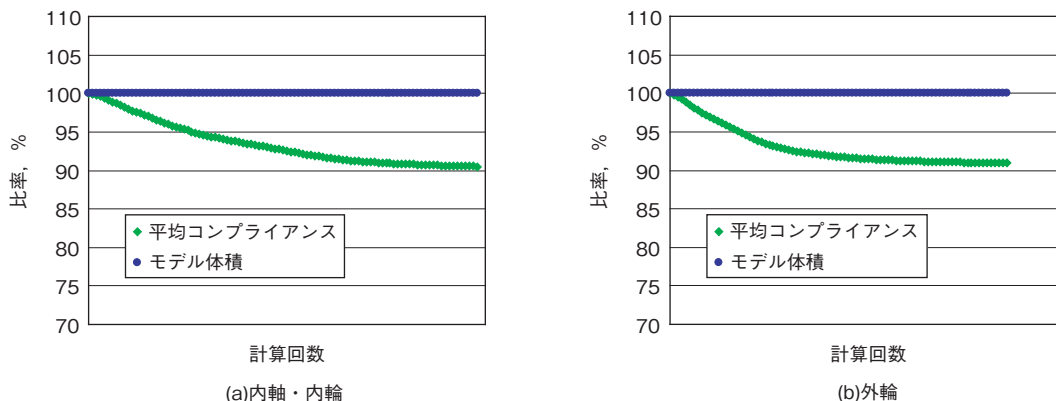 110
105
100
95
90
85
80
75
70
比率，%
平均コンプライアンス
モデル体積
計算回数
(a)内軸・内輪
110
105
100
95
90
85
80
75
70
比率，%
平均コンプライアンス
モデル体積
計算回数
(b)外輪